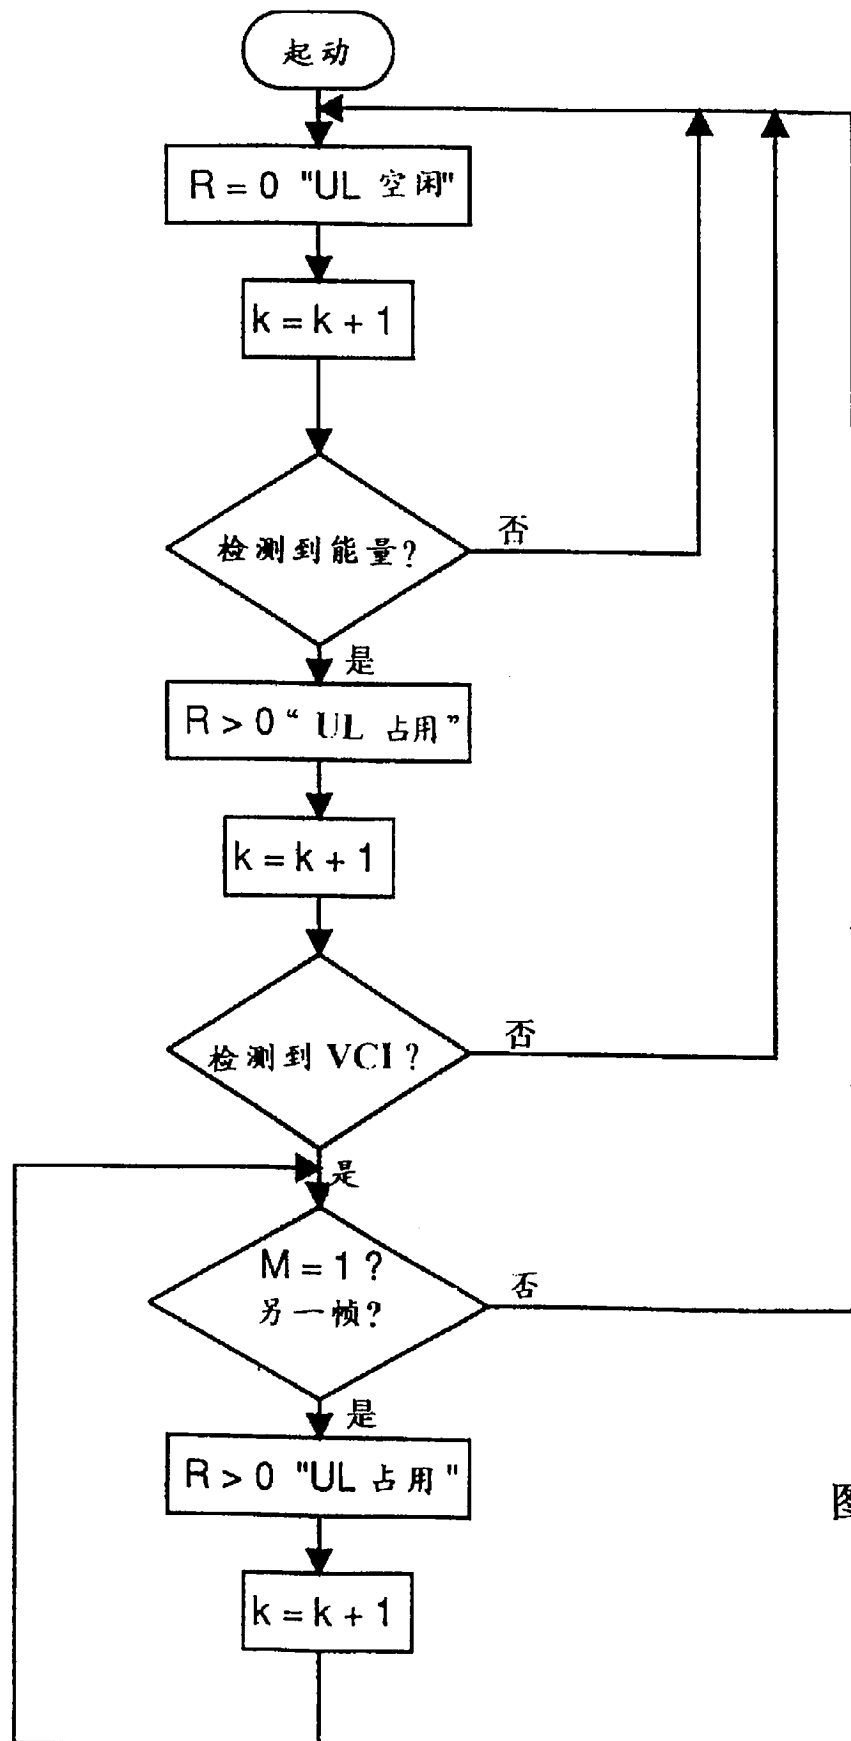 起动
R = 0 "UL 空闲"
k = k + 1
检测到能量?
否
是
R > 0 “ UL 占用 ”
k = k + 1
检测到 VCI ?
否
是
M = 1 ?
另一帧?
否
是
R > 0 "UL 占用 "
图
k = k + 1